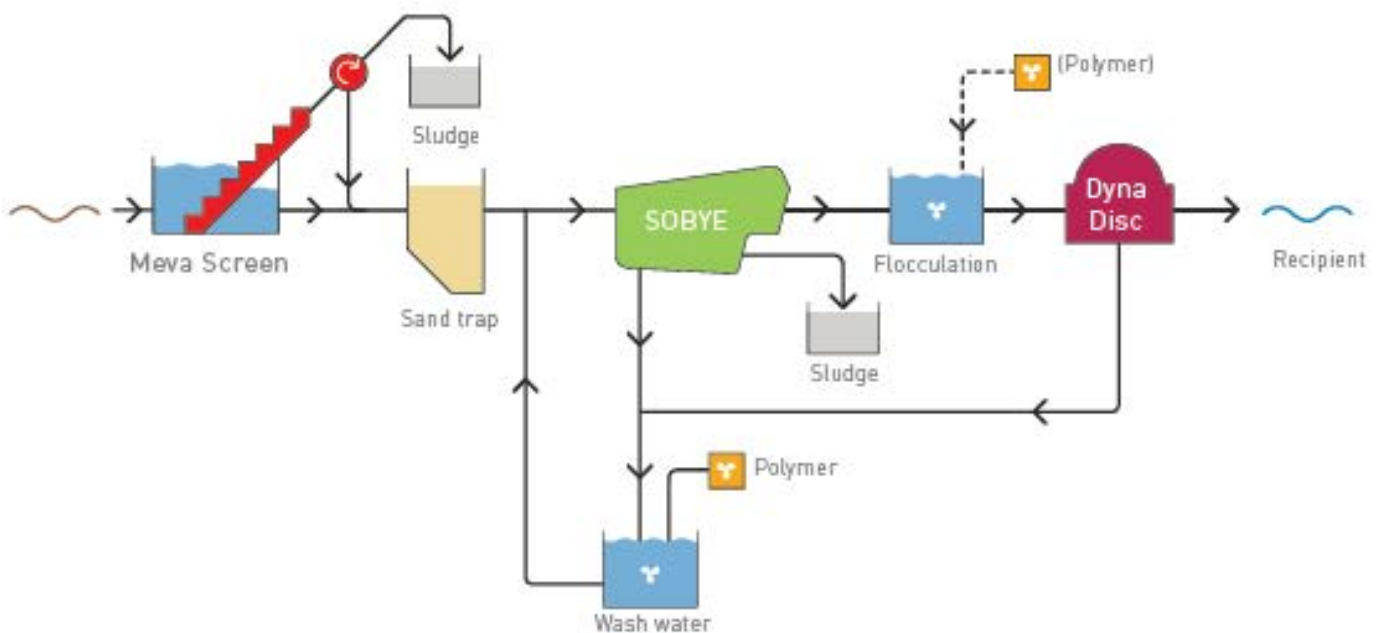 (Polymer)
Sludge
Meva Screen
Sand trap
SOBYE
Flocculation
Dyna
Disc
Recipient
Sludge
Polymer
Wash water